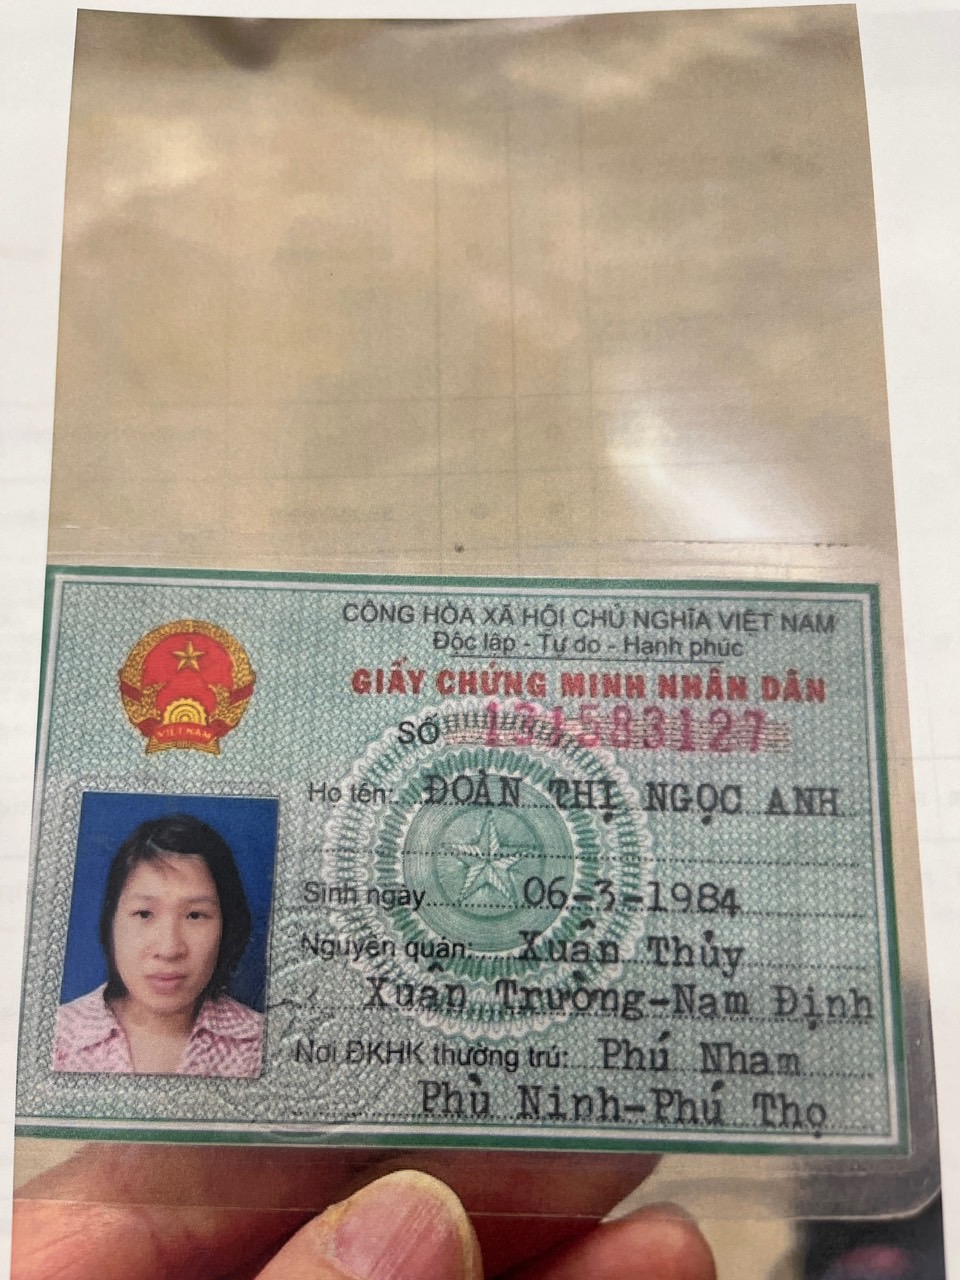 CỘNG HÒA XÃ HỘI CHỦ NGHĨA VIỆT NAM
Độc lập - Tự do - Hạnh phúc
GIẤY CHỨNG MINH NHÂN DÂN
SỐ 131583127
VIỆT NAM
Họ tên: ĐOÀN THỊ NGỌC ANH
Sinh ngày 06-3-1984
Nguyên quán: Xuân Thủy
Xuân Trường-Nam Định
Nơi ĐKHK thường trú: Phú Nham
Phù Ninh-Phú Thọ